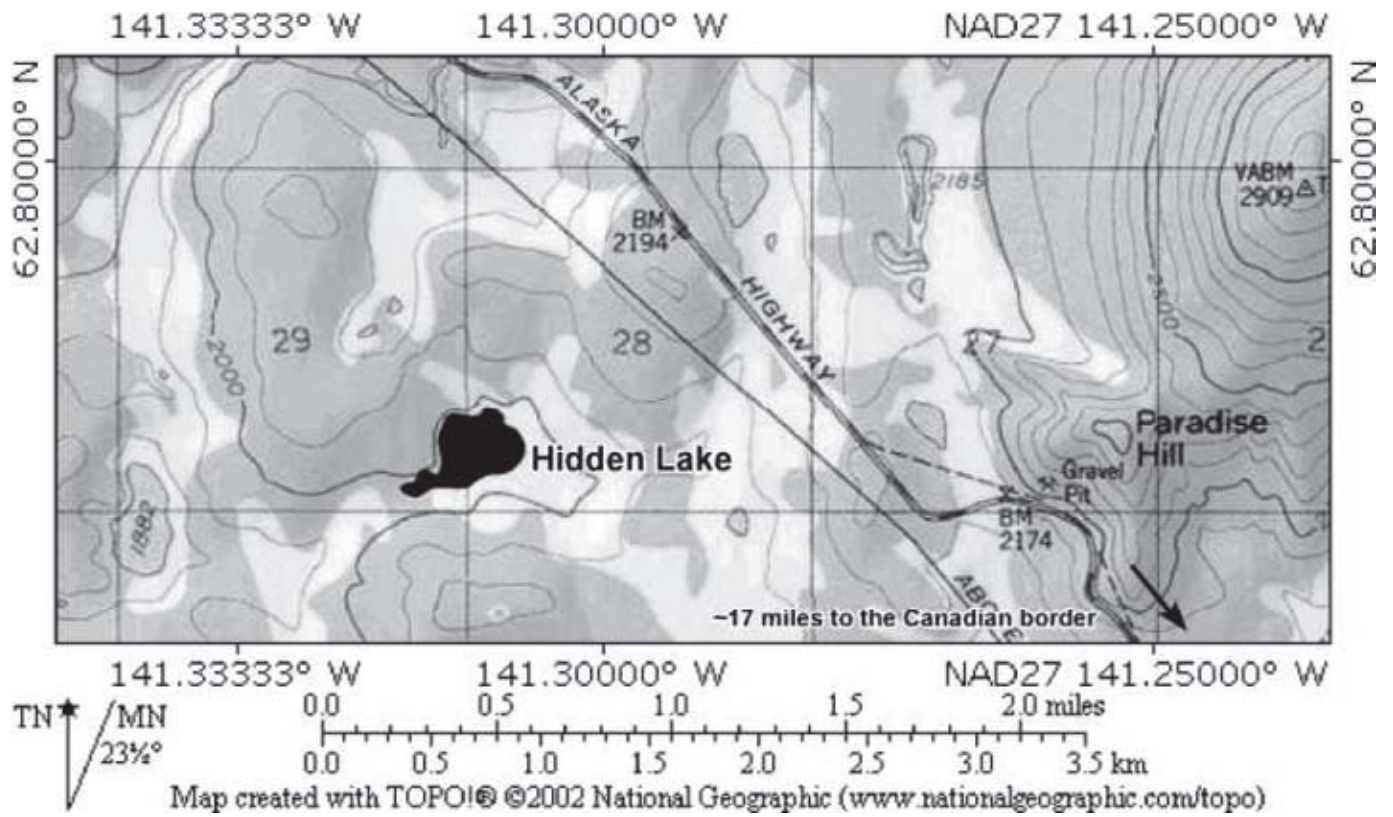 141.33333° W 141.30000° W NAD27 141.25000° W
62.80000° N
62.80000° N
ALASKA
HIGHWAY
2185
VABM
2909
T
BM
2194
2500
2000
29
28
27
2
Hidden Lake
Paradise
Hill
Gravel
Pit
BM
2174
1882
~17 miles to the Canadian border
141.33333° W 141.30000° W NAD27 141.25000° W
TN MN
23½°
0.0 0.5 1.0 1.5 2.0 miles
0.0 0.5 1.0 1.5 2.0 2.5 3.0 3.5 km
Map created with TOPO!® ©2002 National Geographic (www.nationalgeographic.com/topo)